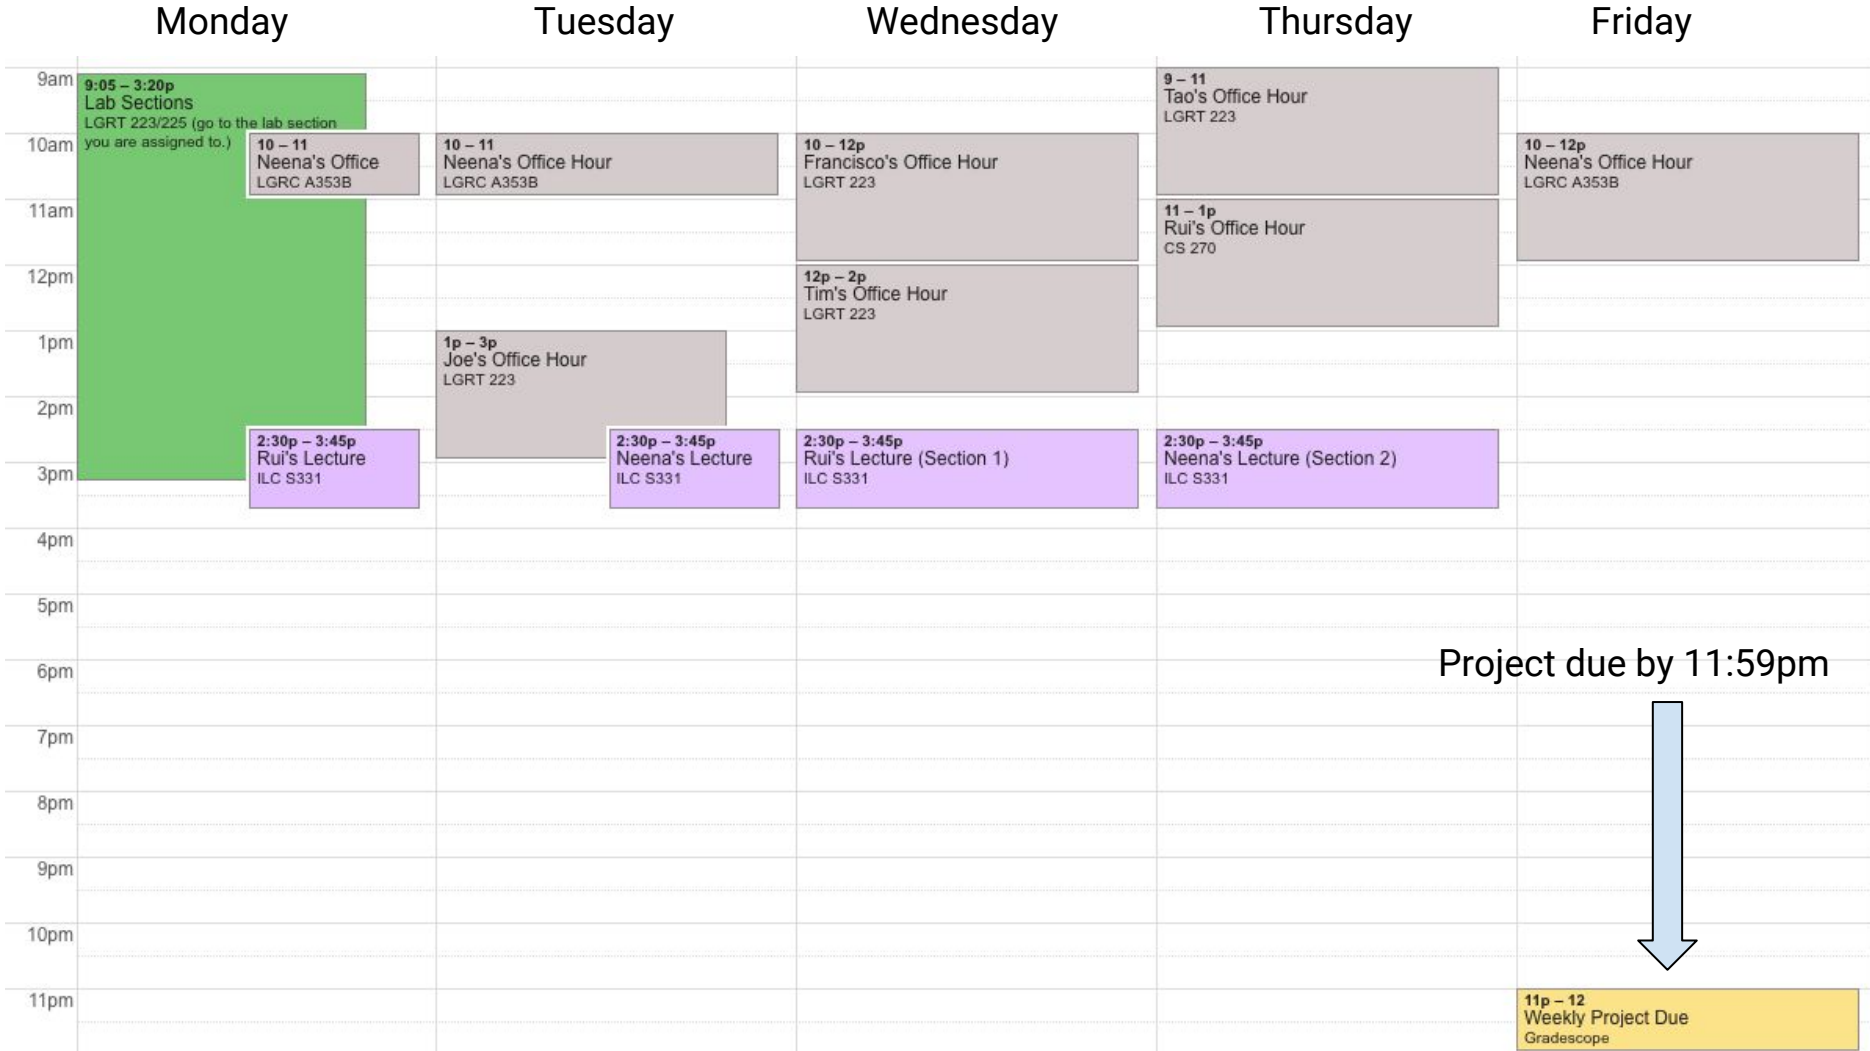 Monday
Tuesday
Wednesday
Thursday
Friday
9am
10am
11am
12pm
1pm
2pm
3pm
4pm
5pm
6pm
7pm
8pm
9pm
10pm
11pm
9:05 – 3:20p
Lab Sections
LGRT 223/225 (go to the lab section
you are assigned to.)
10 – 11
Neena's Office
LGRC A353B
2:30p – 3:45p
Rui's Lecture
ILC S331
10 – 11
Neena's Office Hour
LGRC A353B
1p – 3p
Joe's Office Hour
LGRT 223
2:30p – 3:45p
Neena's Lecture
ILC S331
10 – 12p
Francisco's Office Hour
LGRT 223
12p – 2p
Tim's Office Hour
LGRT 223
2:30p – 3:45p
Rui's Lecture (Section 1)
ILC S331
9 – 11
Tao's Office Hour
LGRT 223
11 – 1p
Rui's Office Hour
CS 270
2:30p – 3:45p
Neena's Lecture (Section 2)
ILC S331
10 – 12p
Neena's Office Hour
LGRC A353B
Project due by 11:59pm
11p – 12
Weekly Project Due
Gradescope